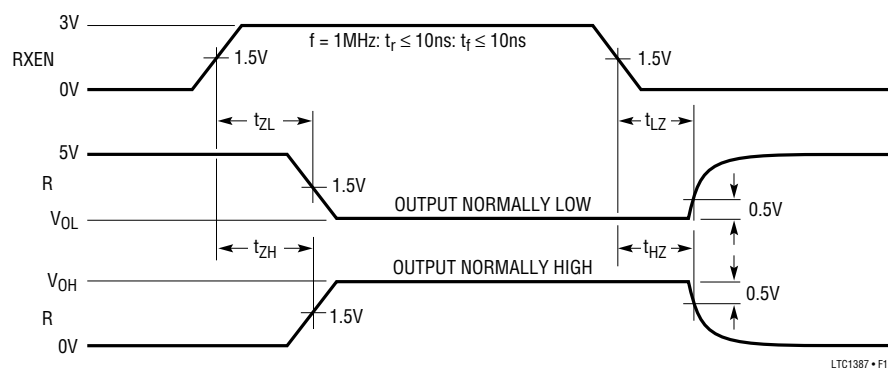 3V
RXEN
0V
1.5V
f = 1MHz: tr ≤ 10ns: tf ≤ 10ns
1.5V
tZL
tLZ
5V
R
VOL
1.5V
OUTPUT NORMALLY LOW
0.5V
tZH
tHZ
VOH
R
0V
OUTPUT NORMALLY HIGH
1.5V
0.5V
LTC1387 • F1